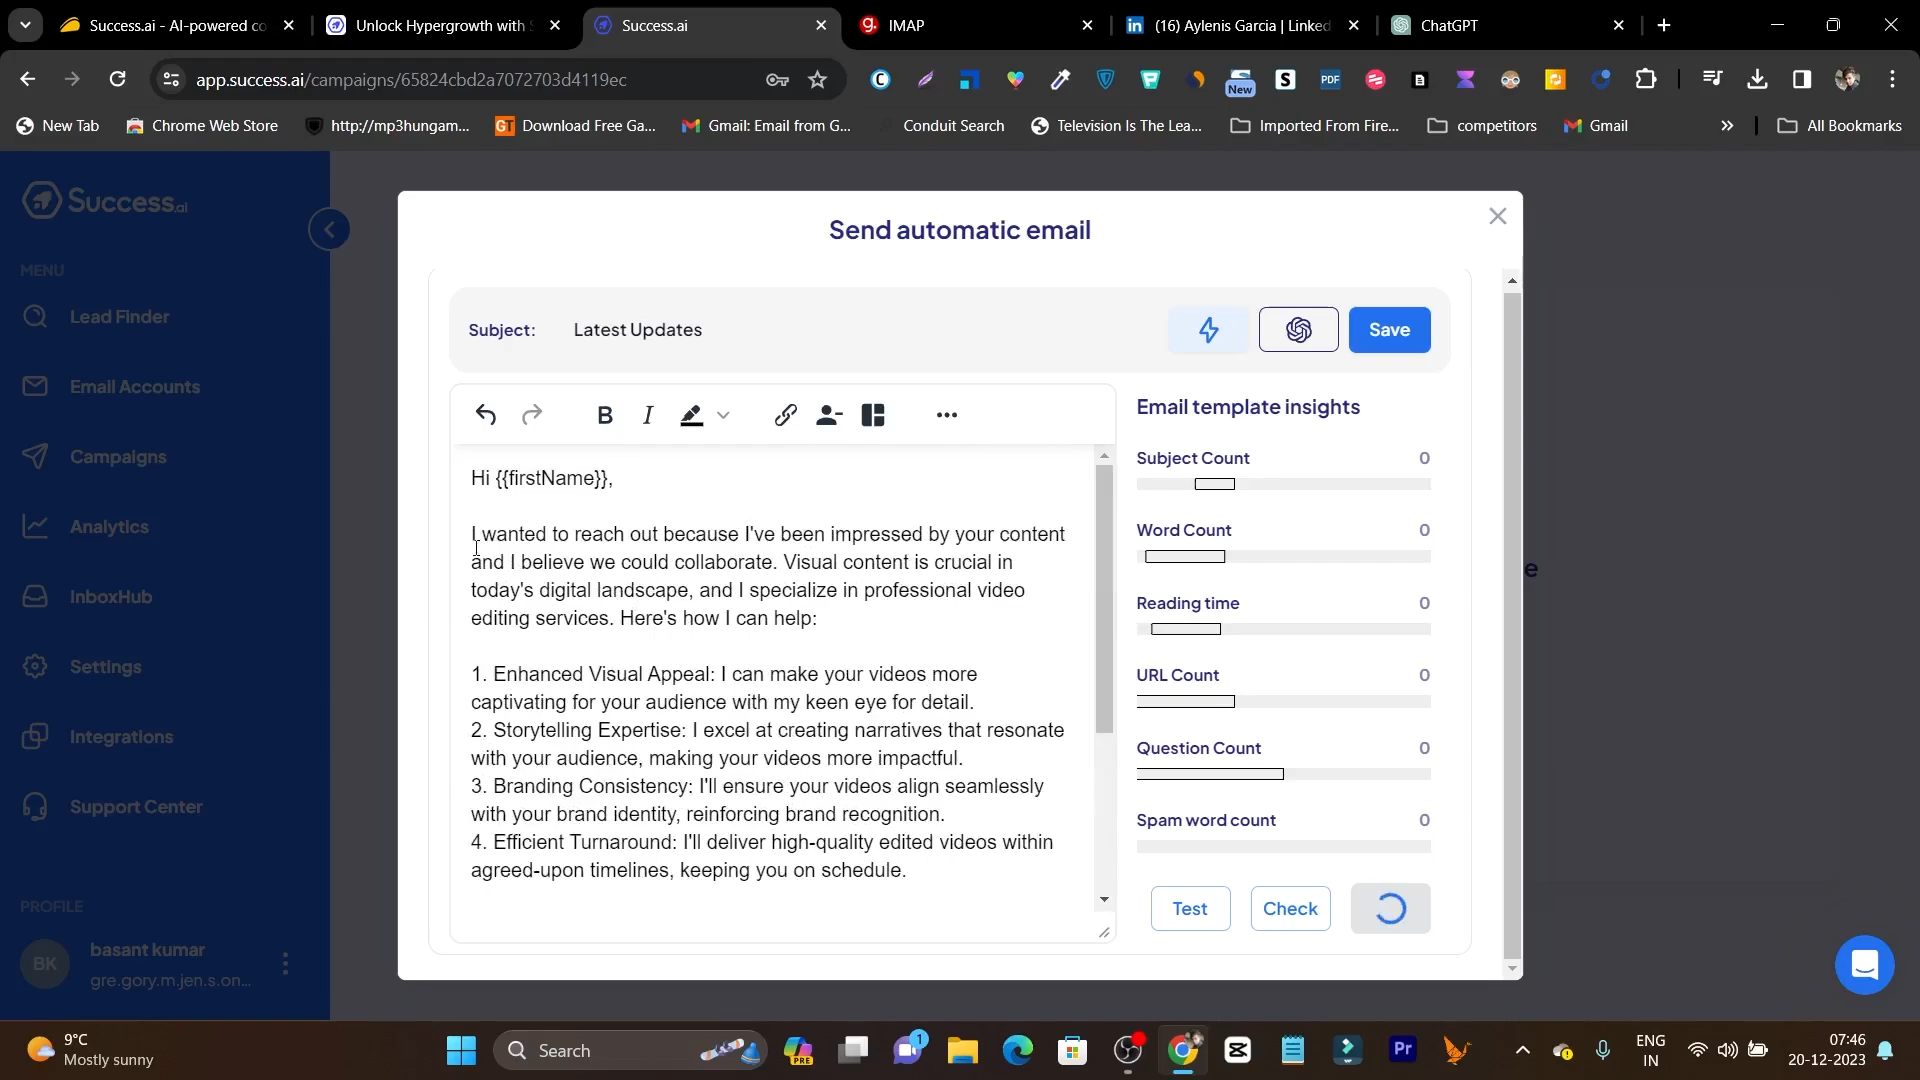 Success.ai - AI-powered co
Unlock Hypergrowth with S
Success.ai
IMAP
(16) Aylenis Garcia | Linked
ChatGPT
app.success.ai/campaigns/65824cbd2a7072703d4119ec
New
S
PDF
New Tab
Chrome Web Store
http://mp3hungam...
Download Free Ga...
Gmail: Email from G...
Conduit Search
Television Is The Lea...
Imported From Fire...
competitors
Gmail
All Bookmarks
Success.ai
MENU
Lead Finder
Email Accounts
Campaigns
Analytics
InboxHub
Settings
Integrations
Support Center
PROFILE
BK
basant kumar
gre.gory.m.jen.s.on...
Send automatic email
Subject:
Latest Updates
Save
B
I
Hi {{firstName}},
I wanted to reach out because I've been impressed by your content
and I believe we could collaborate. Visual content is crucial in
today's digital landscape, and I specialize in professional video
editing services. Here's how I can help:
1. Enhanced Visual Appeal: I can make your videos more
captivating for your audience with my keen eye for detail.
2. Storytelling Expertise: I excel at creating narratives that resonate
with your audience, making your videos more impactful.
3. Branding Consistency: I'll ensure your videos align seamlessly
with your brand identity, reinforcing brand recognition.
4. Efficient Turnaround: I'll deliver high-quality edited videos within
agreed-upon timelines, keeping you on schedule.
Email template insights
Subject Count 0
Word Count 0
Reading time 0
URL Count 0
Question Count 0
Spam word count 0
Test
Check
e
9°C
Mostly sunny
Search
PRE
1
Pr
ENG
IN
07:46
20-12-2023